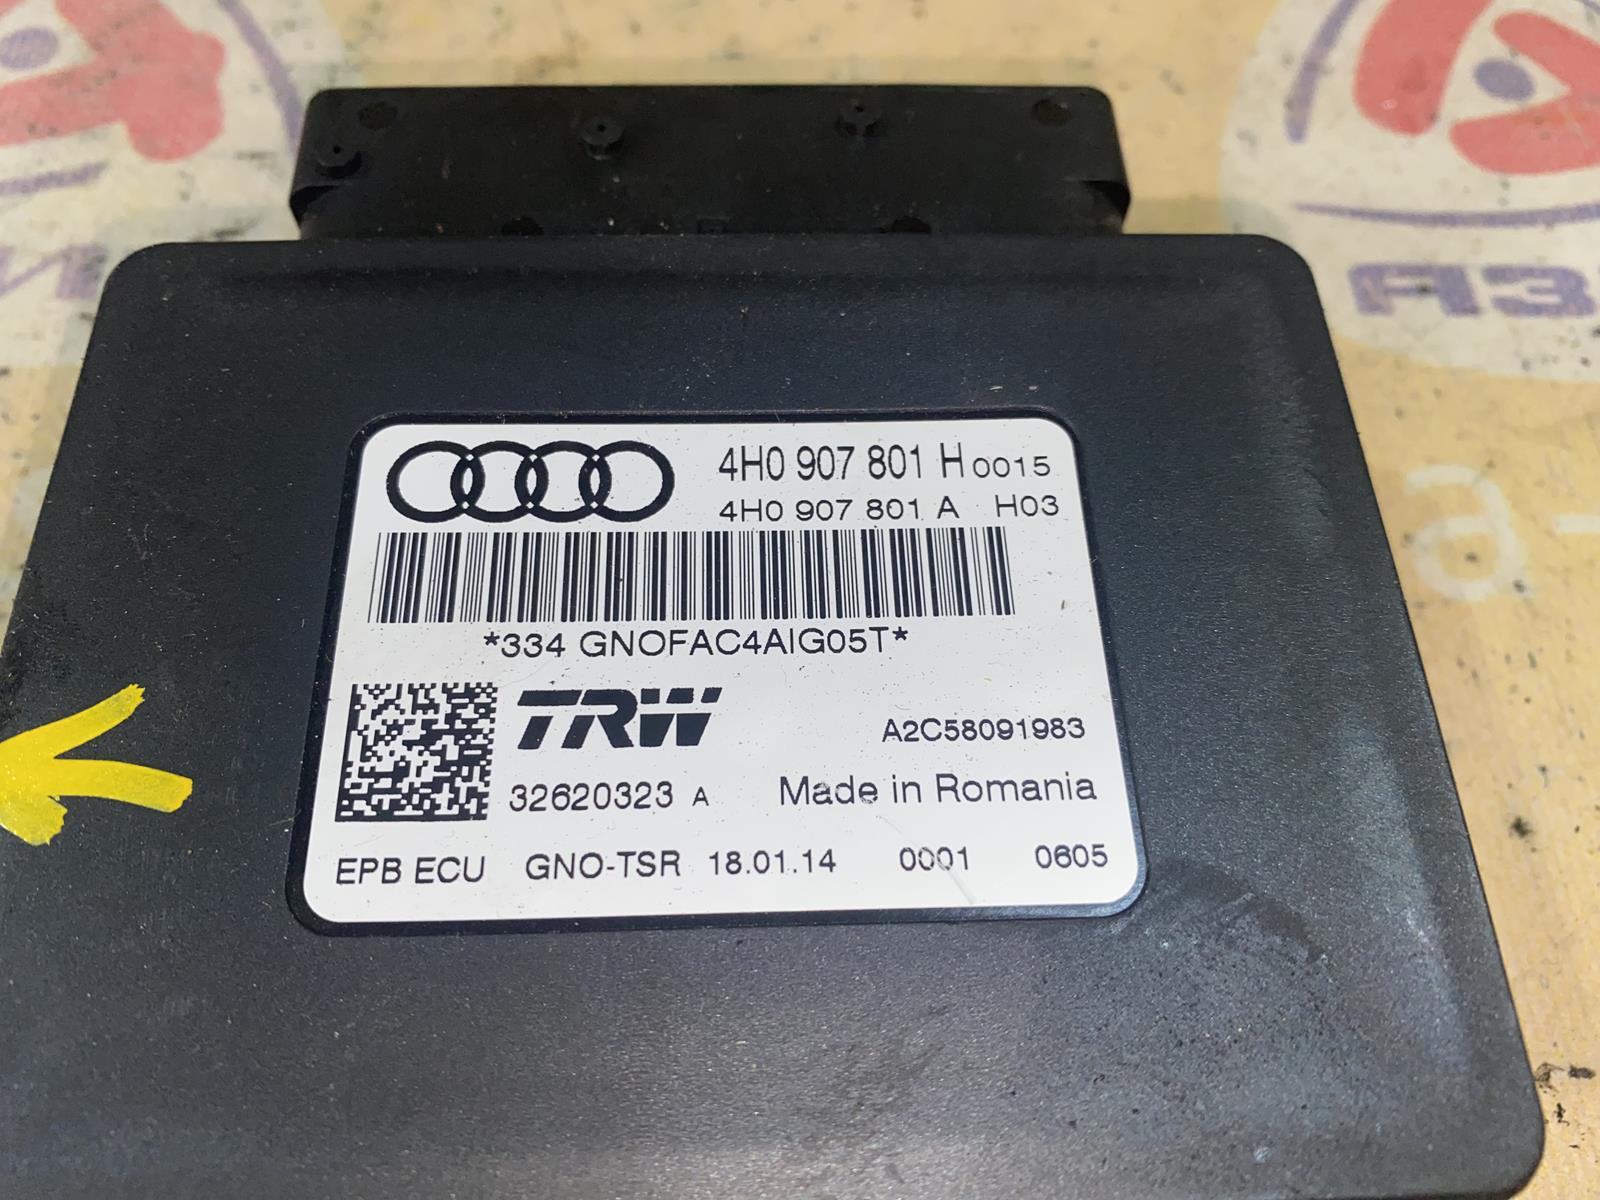 4H0 907 801 H 0015
4H0 907 801 A H03
*334 GNOFAC4AIG05T*
TRW
A2C58091983
32620323 A Made in Romania
EPB ECU GNO-TSR 18.01.14 0001 0605